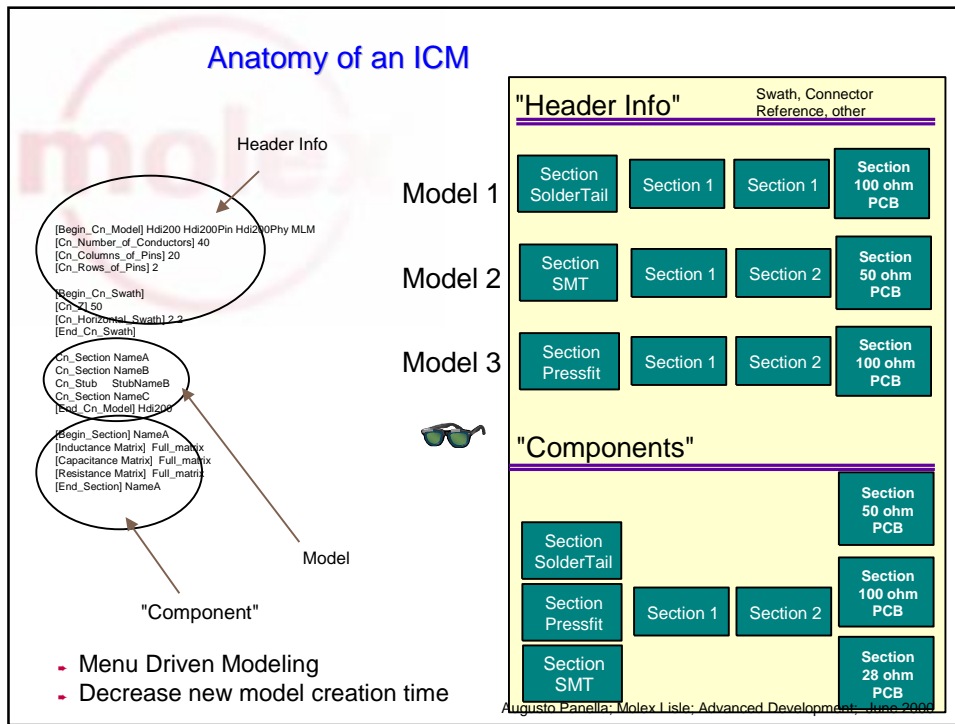 Anatomy of an ICM
molex
Header Info
[Begin_Cn_Model] Hdi200 Hdi200Pin Hdi200Phy MLM
[Cn_Number_of_Conductors] 40
[Cn_Columns_of_Pins] 20
[Cn_Rows_of_Pins] 2
[Begin_Cn_Swath]
[Cn_Z] 50
[Cn_Horizontal_Swath] 2 2
[End_Cn_Swath]
Cn_Section NameA
Cn_Section NameB
Cn_Stub StubNameB
Cn_Section NameC
[End_Cn_Model] Hdi200
[Begin_Section] NameA
[Inductance Matrix] Full_matrix
[Capacitance Matrix] Full_matrix
[Resistance Matrix] Full_matrix
[End_Section] NameA
Model
"Component"
Menu Driven Modeling
Decrease new model creation time
"Header Info"
Swath, Connector
Reference, other
Model 1
Section
SolderTail
Section 1
Section 1
Section
100 ohm
PCB
Model 2
Section
SMT
Section 1
Section 2
Section
50 ohm
PCB
Model 3
Section
Pressfit
Section 1
Section 2
Section
100 ohm
PCB
"Components"
Section
SolderTail
Section
Pressfit
Section
SMT
Section 1
Section 2
Section
50 ohm
PCB
Section
100 ohm
PCB
Section
28 ohm
PCB
Augusto Panella; Molex Lisle; Advanced Development; June 2000